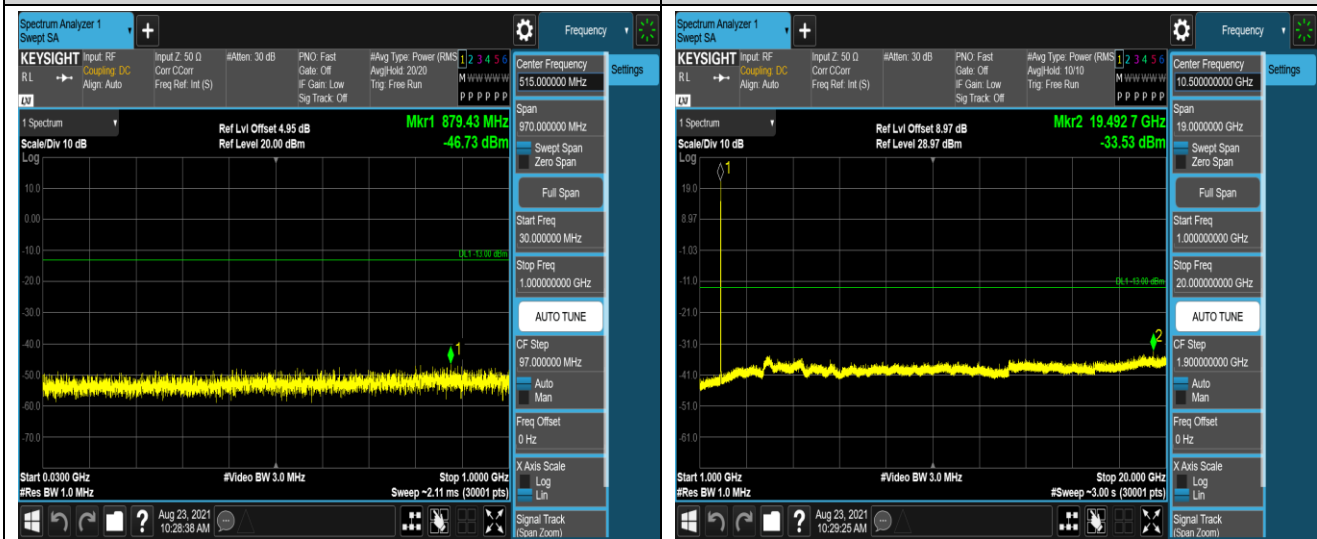 Spectrum Analyzer 1
Swept SA
Frequency
KEYSIGHT
RL
LXI
Input: RF
Coupling: DC
Align: Auto
Input Z: 50 Ω
Corr CCorr
Freq Ref: Int (S)
#Atten: 30 dB
PNO: Fast
Gate: Off
IF Gain: Low
Sig Track: Off
#Avg Type: Power (RMS
Avg|Hold: 20/20
Trig: Free Run
1 2 3 4 5 6
M W W W W W
P P P P P P
Center Frequency
515.000000 MHz
Settings
Span
970.000000 MHz
Swept Span
Zero Span
Full Span
Start Freq
30.000000 MHz
Stop Freq
1.000000000 GHz
AUTO TUNE
CF Step
97.000000 MHz
Auto
Man
Freq Offset
0 Hz
X Axis Scale
Log
Lin
Signal Track
(Span Zoom)
1 Spectrum
Scale/Div 10 dB
Log
Ref Lvl Offset 4.95 dB
Ref Level 20.00 dBm
Mkr1 879.43 MHz
-46.73 dBm
10.0
0.00
-10.0
DL1 -13.00 dBm
-20.0
-30.0
-40.0
1
-50.0
-60.0
-70.0
Start 0.0300 GHz
#Res BW 1.0 MHz
#Video BW 3.0 MHz
Stop 1.0000 GHz
Sweep ~2.11 ms (30001 pts)
Aug 23, 2021
10:28:38 AM
Spectrum Analyzer 1
Swept SA
Frequency
KEYSIGHT
RL
LXI
Input: RF
Coupling: DC
Align: Auto
Input Z: 50 Ω
Corr CCorr
Freq Ref: Int (S)
#Atten: 30 dB
PNO: Fast
Gate: Off
IF Gain: Low
Sig Track: Off
#Avg Type: Power (RMS
Avg|Hold: 10/10
Trig: Free Run
1 2 3 4 5 6
M W W W W W
P P P P P P
Center Frequency
10.500000000 GHz
Settings
Span
19.0000000 GHz
Swept Span
Zero Span
Full Span
Start Freq
1.000000000 GHz
Stop Freq
20.000000000 GHz
AUTO TUNE
CF Step
1.900000000 GHz
Auto
Man
Freq Offset
0 Hz
X Axis Scale
Log
Lin
Signal Track
(Span Zoom)
1 Spectrum
Scale/Div 10 dB
Log
Ref Lvl Offset 8.97 dB
Ref Level 28.97 dBm
Mkr2 19.492 7 GHz
-33.53 dBm
1
19.0
8.97
-1.03
-11.0
DL1 -13.00 dBm
-21.0
-31.0
2
-41.0
-51.0
-61.0
Start 1.000 GHz
#Res BW 1.0 MHz
#Video BW 3.0 MHz
Stop 20.000 GHz
#Sweep ~3.00 s (30001 pts)
Aug 23, 2021
10:29:25 AM